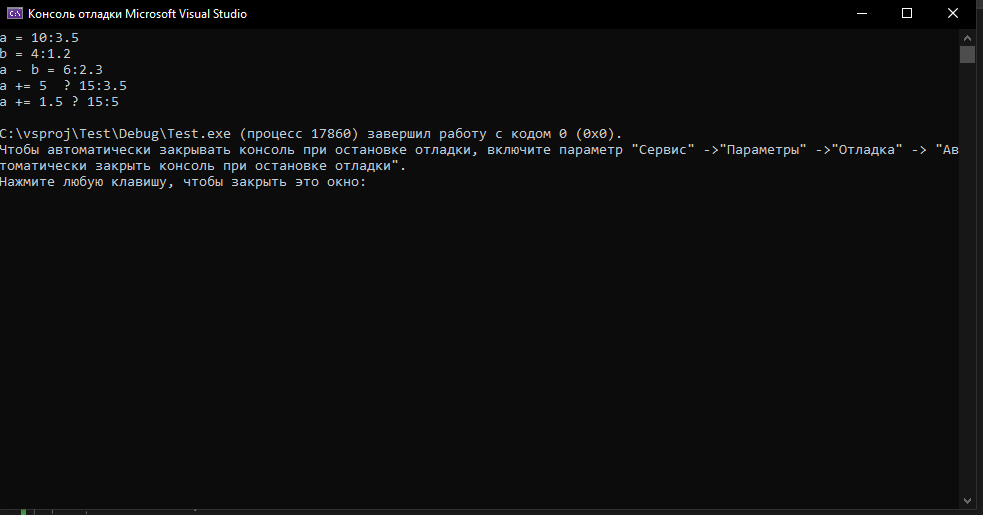 Консоль отладки Microsoft Visual Studio
a = 10:3.5
b = 4:1.2
a - b = 6:2.3
a += 5  ? 15:3.5
a += 1.5 ? 15:5
C:\vsproj\Test\Debug\Test.exe (процесс 17860) завершил работу с кодом 0 (0x0).
Чтобы автоматически закрывать консоль при остановке отладки, включите параметр "Сервис" ->"Параметры" ->"Отладка" -> "Ав
томатически закрыть консоль при остановке отладки".
Нажмите любую клавишу, чтобы закрыть это окно: